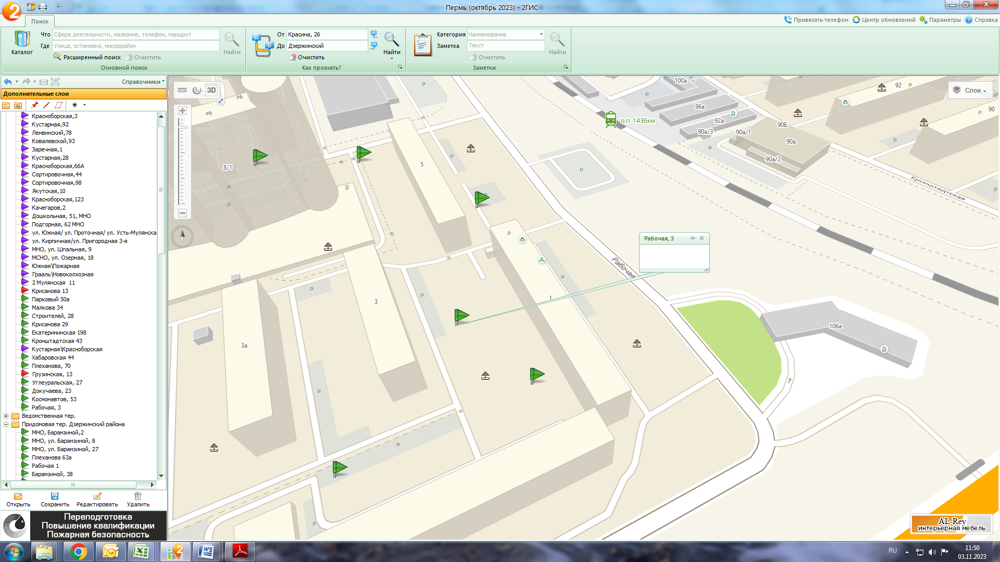 Пермь (октябрь 2023) - 2ГИС
Поиск
Привязать телефон
Центр обновлений
Параметры
Справка
Каталог
Что
Сфера деятельности, название, телефон, маршрут
Где
Улица, остановка, микрорайон
Расширенный поиск
Очистить
Найти
Основной поиск
От
Красина, 26
До
Дзержинский
Очистить
Найти
Как проехать?
Категория
Наименование
Заметка
Текст
Очистить
Найти
Заметки
Справочники
Дополнительные слои
Красноборская,3
Кустарная,92
Ленвинский,78
Ковалевской,93
Заречная,1
Кустарная,28
Красноборская,66А
Сортировочная,44
Сортировочная,98
Якутская,10
Красноборская,123
Качегаров,2
Дошкольная, 51, МНО
Подгорная, 62 МНО
ул. Южная/ ул. Проточная/ ул. Усть-Мулянска
ул. Кирпичная/ул. Пригородная 3-я
МНО, ул. Шпальная, 9
МСНО, ул. Озерная, 18
Южная\Пожарная
Грааль\Новоколхозная
2 Мулянская 11
Крисанова 13
Парковый 50а
Малкова 34
Строителей, 28
Крисанова 29
Екатерининская 198
Кронштадтская 43
Кустарная\Красноборская
Хабаровская 44
Плеханова, 70
Грузинская, 13
Углеуральская, 27
Докучаева, 23
Космонавтов, 53
Рабочая, 3
Ведомственная тер.
Придомовая тер. Дзержинский района
МНО, Барамзиной,2
МНО, ул. Барамзиной, 8
МНО, ул. Барамзиной, 27
Плеханова 63а
Рабочая 1
Барамзиной, 38
Открыть
Сохранить
Редактировать
Удалить
Переподготовка
Повышение квалификации
Пожарная безопасность
3D
Слои
100а
P
92
P
P
96а
92а
90
P
о.п. 1436км
90а/3
90а/1
90Б
90а
90а/2
P
P
Кронштадтская
P
8/1
P
P
P
5
P
P
P
Рабочая, 3
Рабочая
P
P
P
1
3
3а
106а
P
P
P
AL-Rey
интерьерная мебель
RU
11:50
03.11.2023